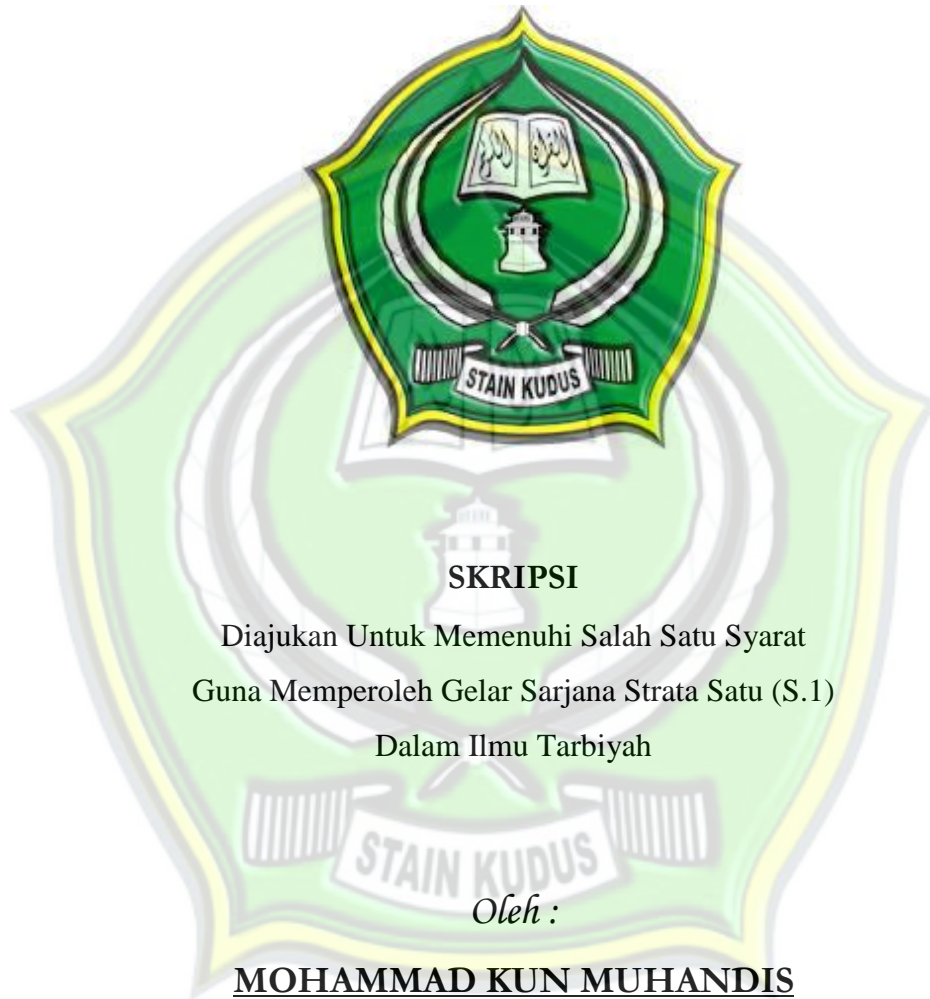 STAIN KUDUS
SKRIPSI
Diajukan Untuk Memenuhi Salah Satu Syarat
Guna Memperoleh Gelar Sarjana Strata Satu (S.1)
Dalam Ilmu Tarbiyah
STAIN KUDUS
Oleh :
MOHAMMAD KUN MUHANDIS